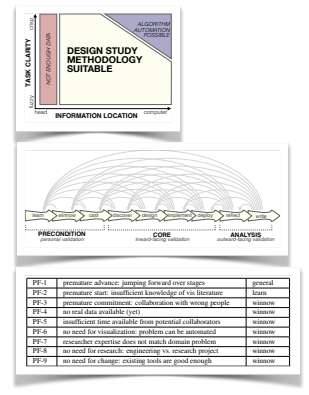 crisp
TASK CLARITY
fuzzy
NOT ENOUGH DATA
DESIGN STUDY
METHODOLOGY
SUITABLE
ALGORITHM
AUTOMATION
POSSIBLE
head
INFORMATION LOCATION
computer
learn winnow cast discover design implement deploy reflect write
PRECONDITION CORE ANALYSIS
personal validation inward-facing validation outward-facing validation
PF-1 premature advance: jumping forward over stages general
PF-2 premature start: insufficient knowledge of vis literature learn
PF-3 premature commitment: collaboration with wrong people winnow
PF-4 no real data available (yet) winnow
PF-5 insufficient time available from potential collaborators winnow
PF-6 no need for visualization: problem can be automated winnow
PF-7 researcher expertise does not match domain problem winnow
PF-8 no need for research: engineering vs. research project winnow
PF-9 no need for change: existing tools are good enough winnow